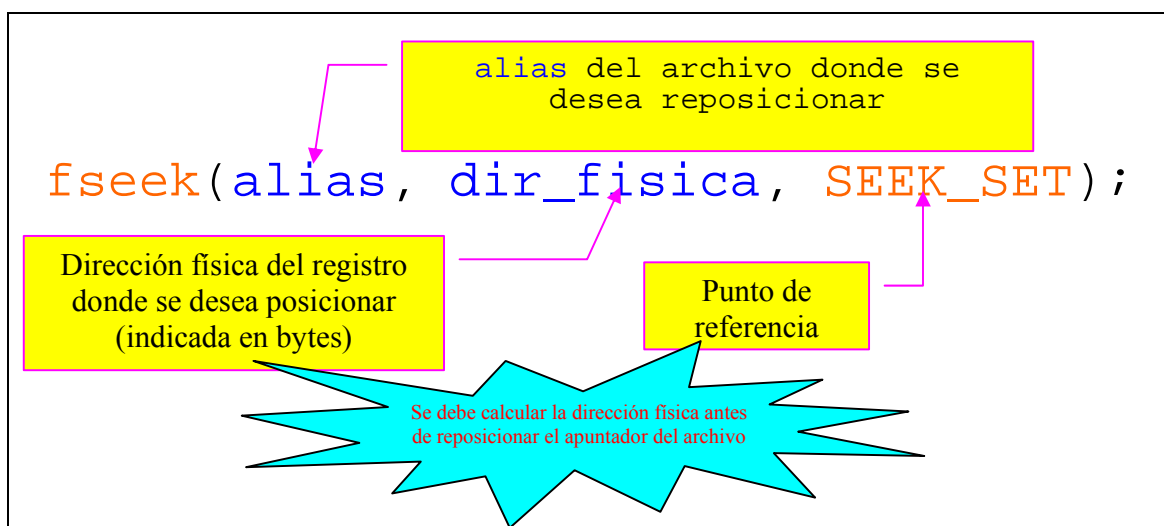 alias del archivo donde se
desea reposicionar
fseek(alias, dir_fisica, SEEK_SET);
Dirección física del registro
donde se desea posicionar
(indicada en bytes)
Punto de
referencia
Se debe calcular la dirección física antes
de reposicionar el apuntador del archivo